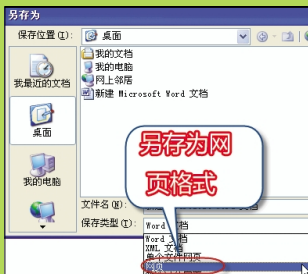 另存为
保存位置(I):
桌面
我的文档
我的电脑
网上邻居
新建 Microsoft Word 文档
我最近的文档
桌面
我的电脑
另存为网
页格式
文件名(N):
保存类型(T):
Word 文档
Word 文档
XML 文档
单个文件网页
网页